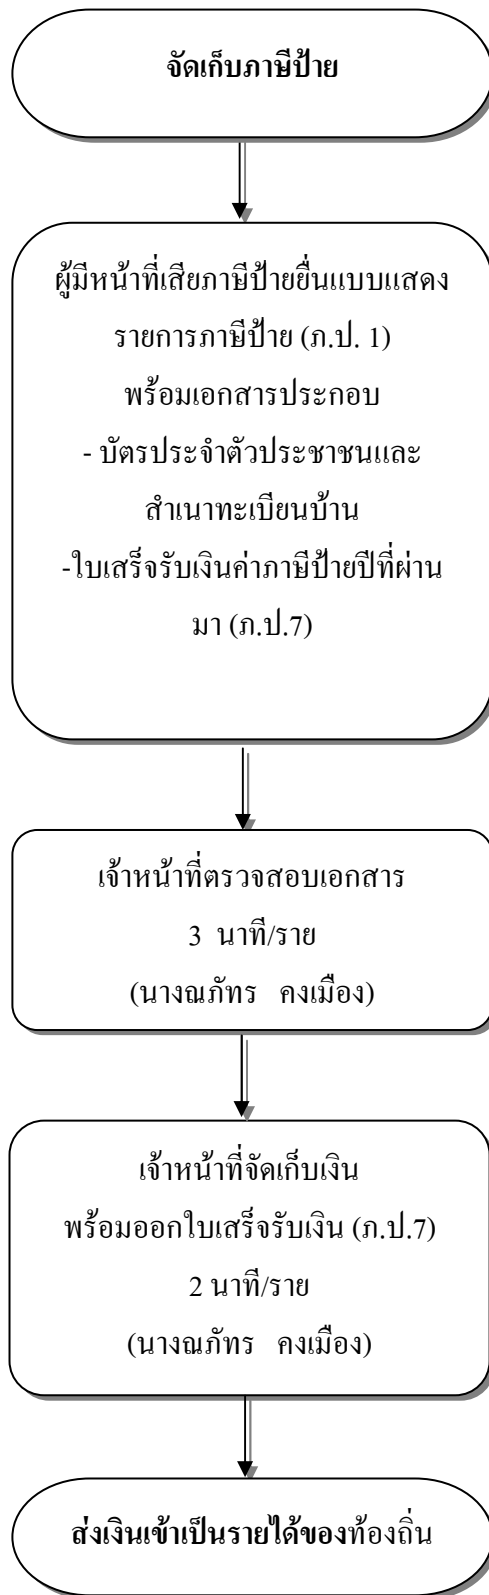 จัดเก็บภาษีป้าย
ผู้มีหน้าที่เสียภาษีป้ายยื่นแบบแสดง
รายการภาษีป้าย (ภ.ป. 1)
พร้อมเอกสารประกอบ
- บัตรประจำตัวประชาชนและ
สำเนาทะเบียนบ้าน
-ใบเสร็จรับเงินค่าภาษีป้ายปีที่ผ่าน
มา (ภ.ป.7)
เจ้าหน้าที่ตรวจสอบเอกสาร
3 นาที/ราย
(นางณภัทร คงเมือง)
เจ้าหน้าที่จัดเก็บเงิน
พร้อมออกใบเสร็จรับเงิน (ภ.ป.7)
2 นาที/ราย
(นางณภัทร คงเมือง)
ส่งเงินเข้าเป็นรายได้ของท้องถิ่น